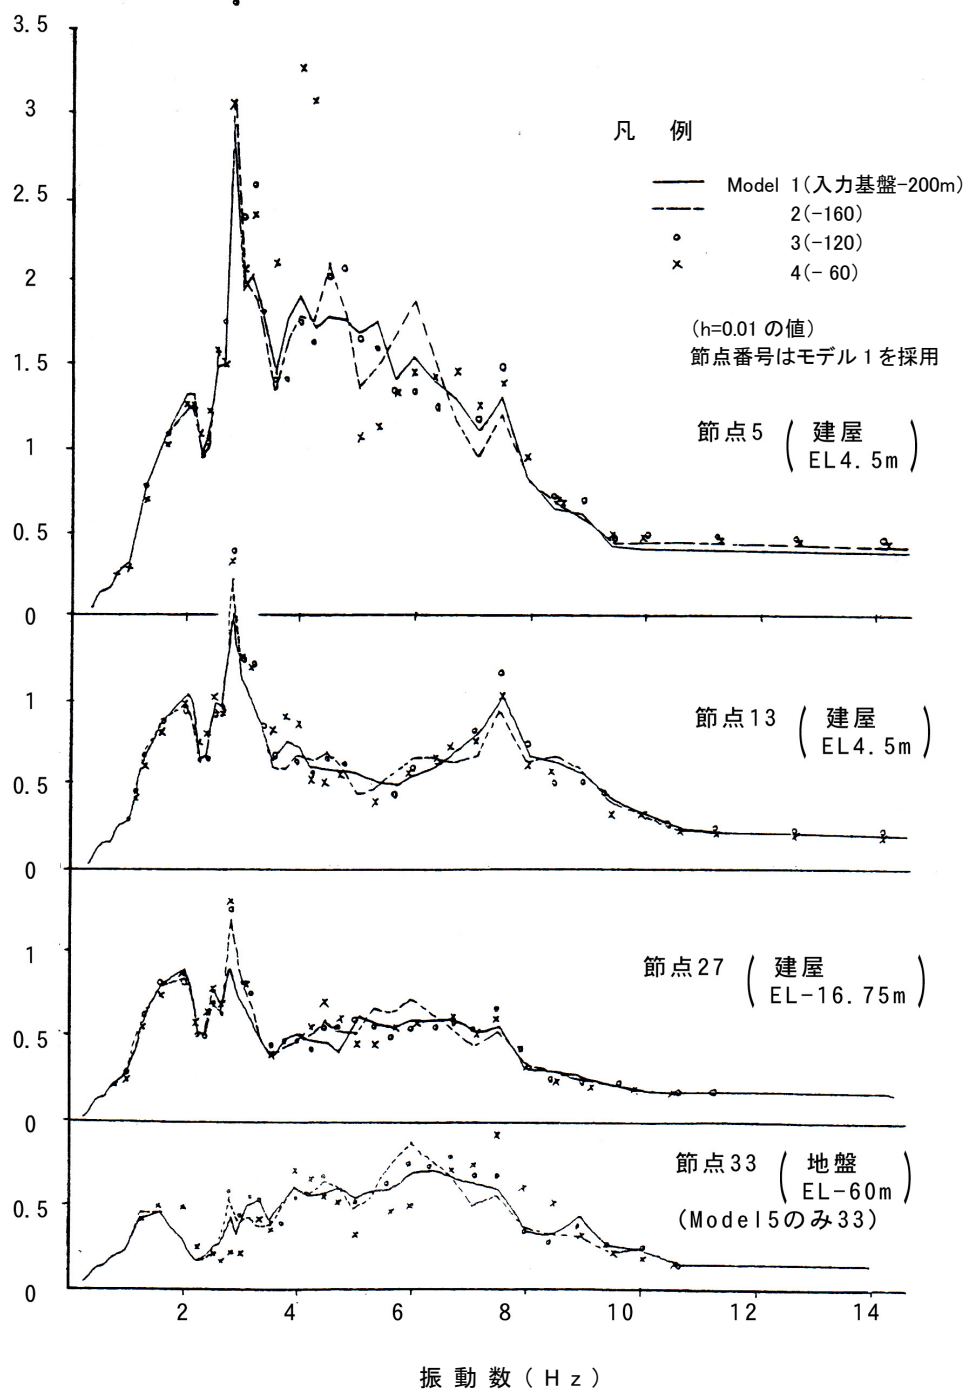 3.5
3
2.5
2
1.5
1
0.5
0
凡 例
Model 1(入力基盤-200m)
2(-160)
3(-120)
4(- 60)
(h=0.01 の値)
節点番号はモデル 1 を採用
節点5 (建屋
EL4.5m)
1
0.5
0
節点13 (建屋
EL4.5m)
1
0.5
0
節点27 (建屋
EL-16.75m)
0.5
0
節点33 (地盤
EL-60m)
(Model5のみ33)
2 4 6 8 10 12 14
振動数(Hz)